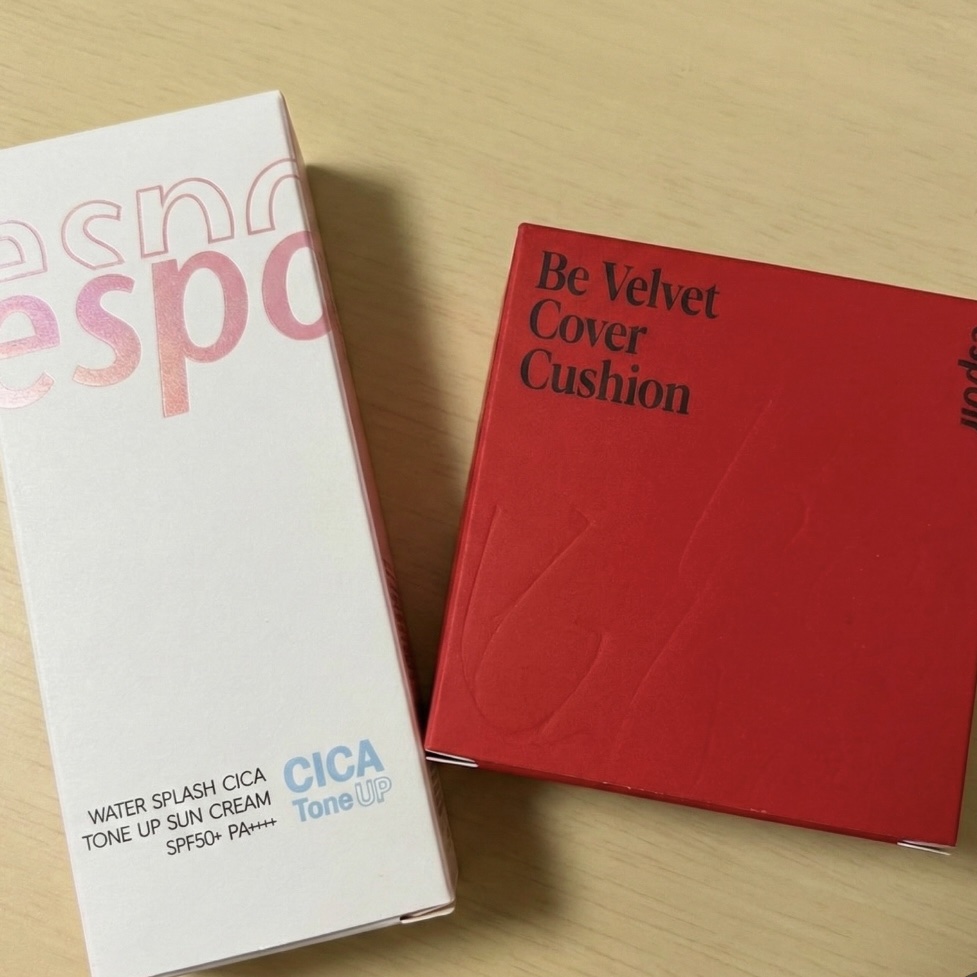 espo
WATER SPLASH CICA
TONE UP SUN CREAM
SPF50+ PA++++
CICA
Tone UP
Be Velvet
Cover
Cushion